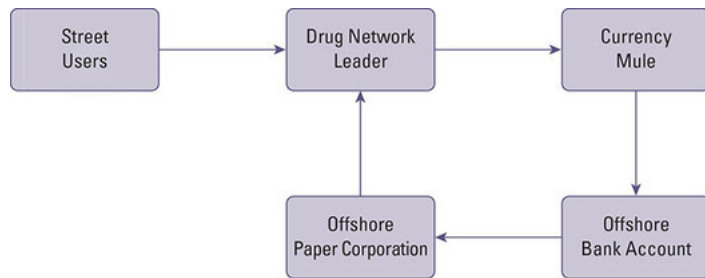 Street
Users
Drug Network
Leader
Currency
Mule
Offshore
Paper Corporation
Offshore
Bank Account